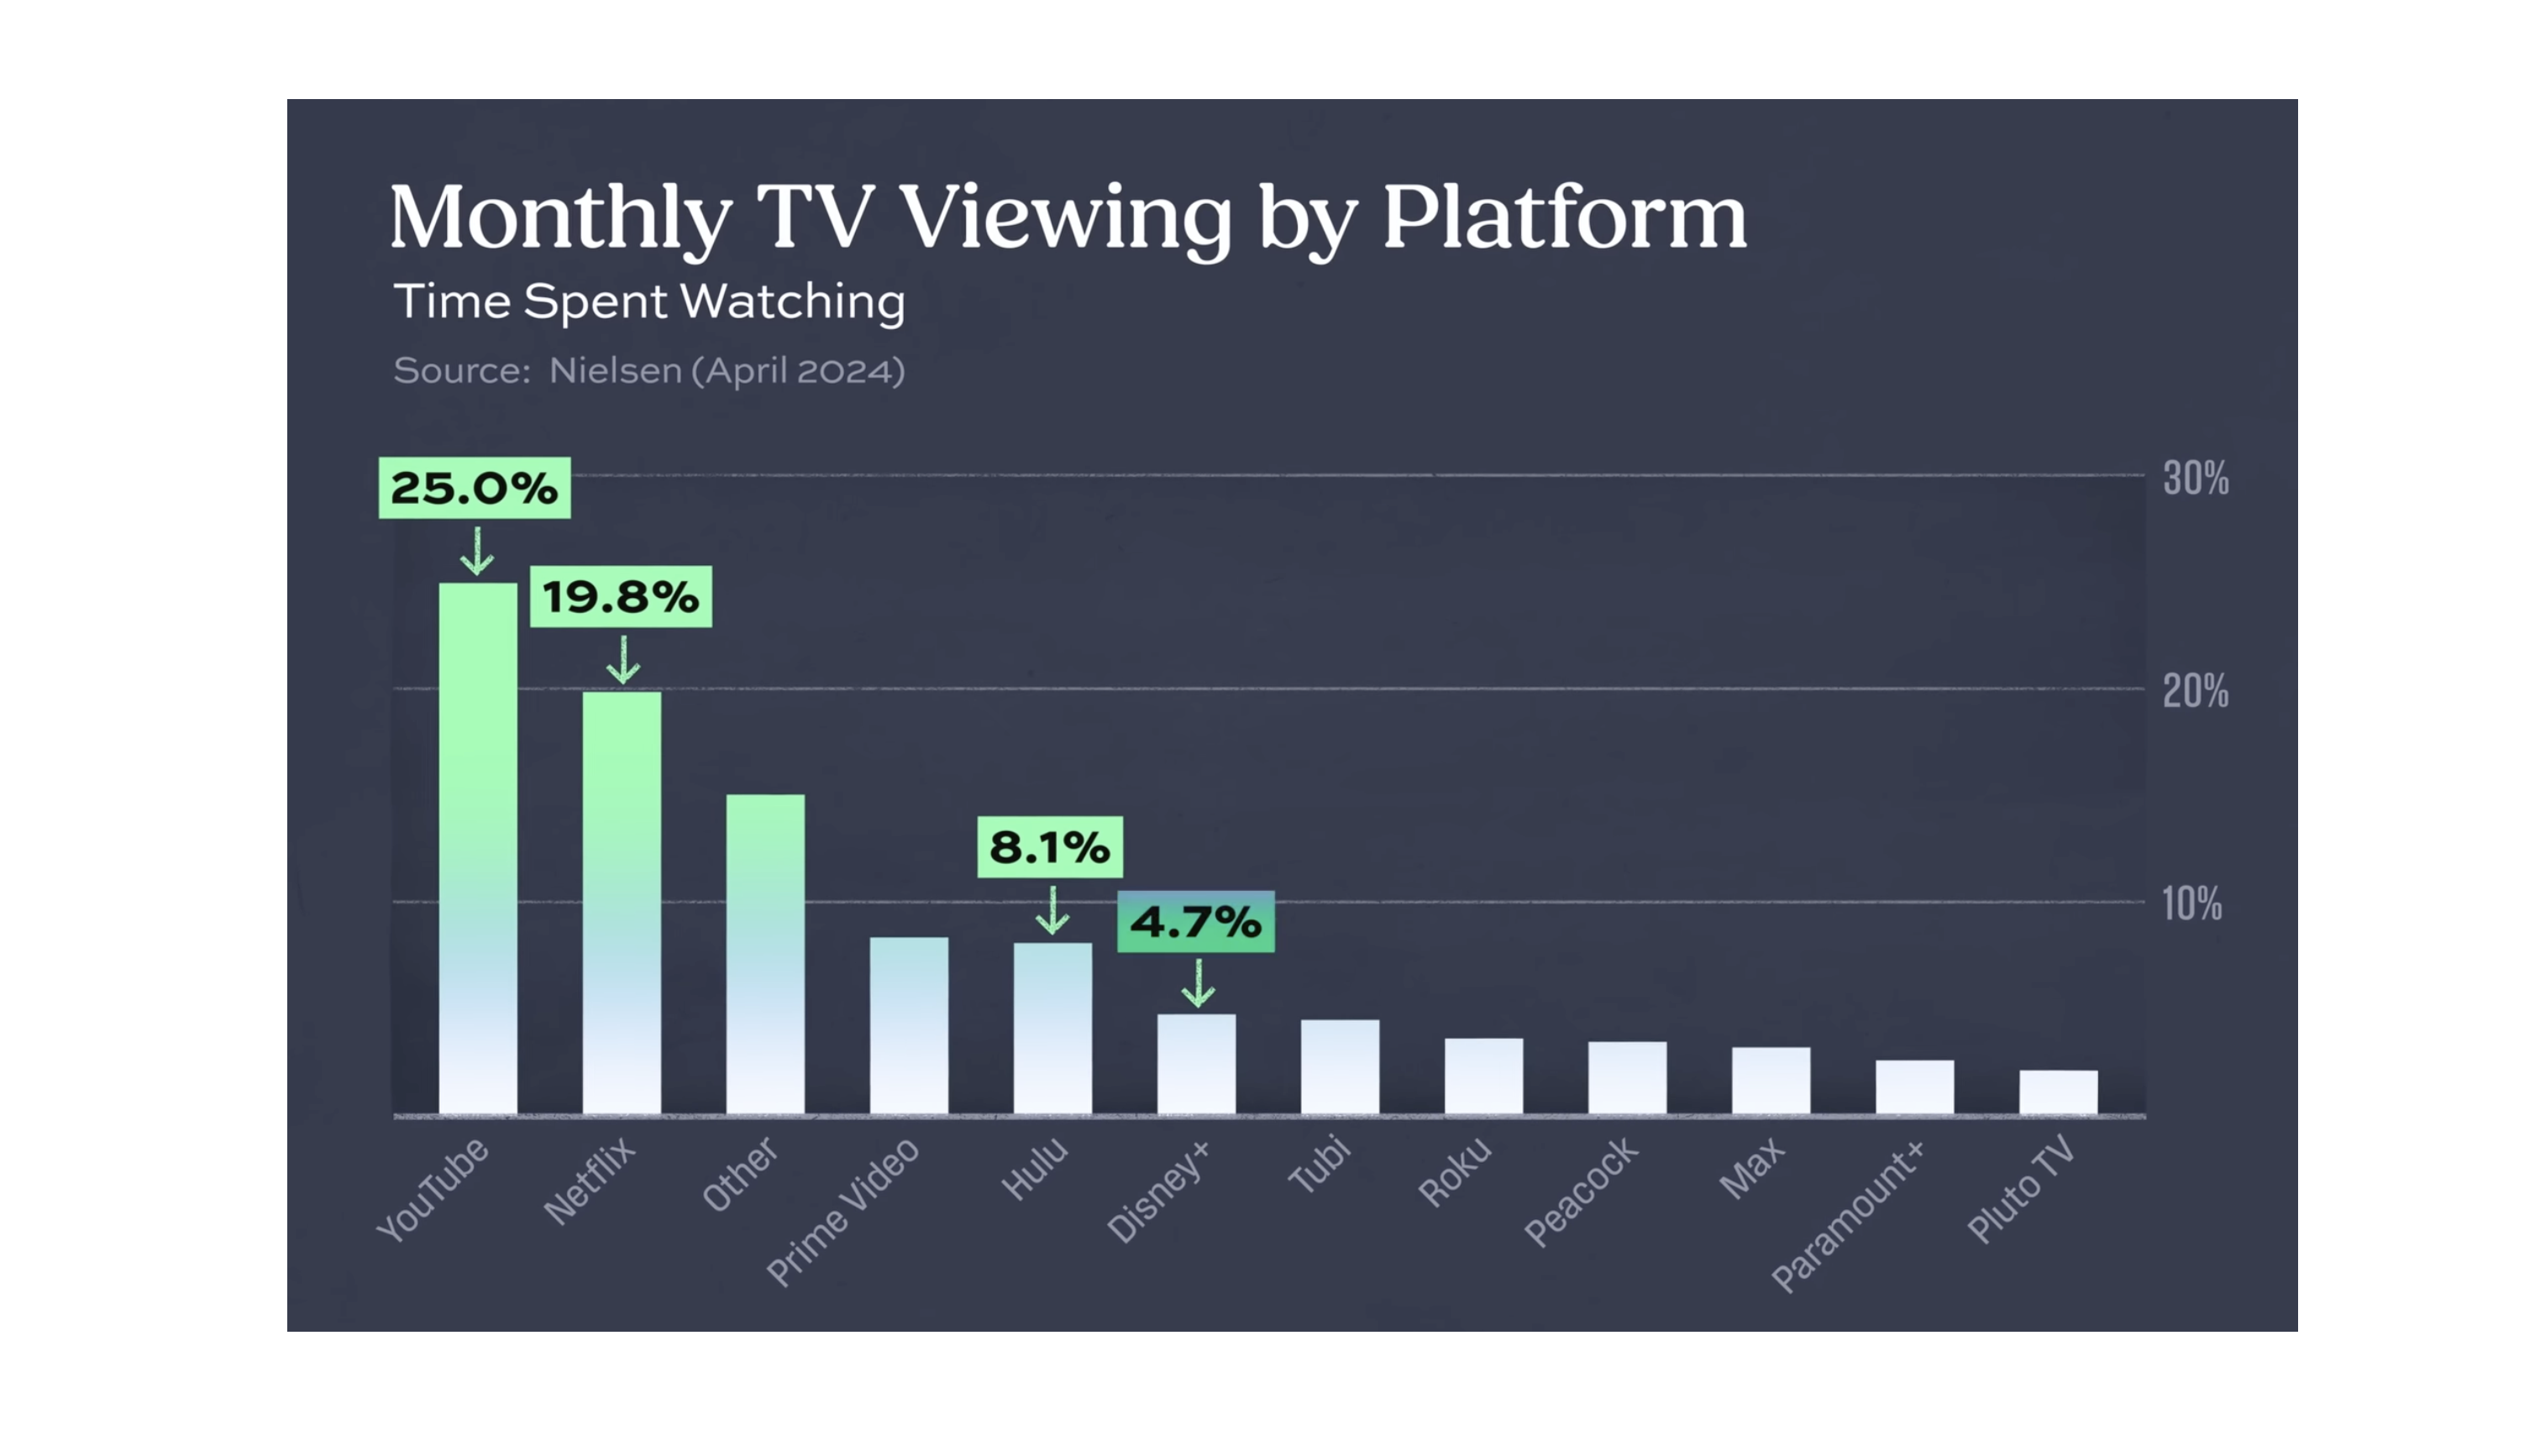 Monthly TV Viewing by Platform
Time Spent Watching
Source: Nielsen (April 2024)
25.0%
30%
19.8%
20%
8.1%
4.7%
10%
YouTube
Netflix
Other
Prime Video
Hulu
Disney+
Tubi
Roku
Peacock
Max
Paramount+
Pluto TV